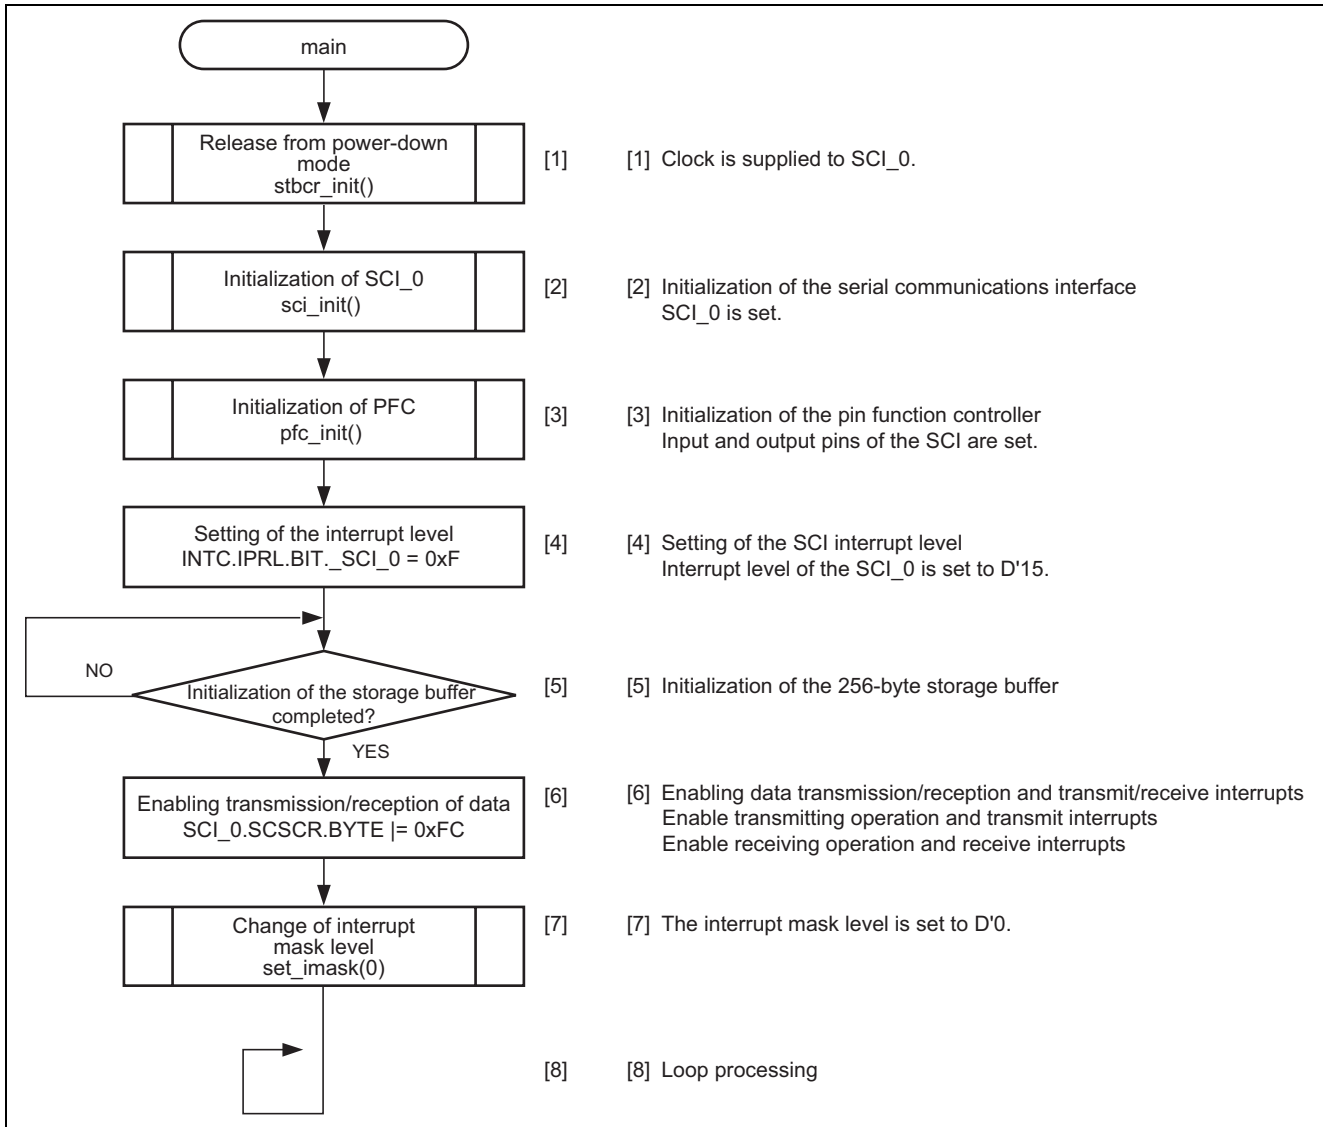 main
Release from power-down
mode
stbcr_init()
[1]
[1] Clock is supplied to SCI_0.
Initialization of SCI_0
sci_init()
[2]
[2] Initialization of the serial communications interface
SCI_0 is set.
Initialization of PFC
pfc_init()
[3]
[3] Initialization of the pin function controller
Input and output pins of the SCI are set.
Setting of the interrupt level
INTC.IPRL.BIT._SCI_0 = 0xF
[4]
[4] Setting of the SCI interrupt level
Interrupt level of the SCI_0 is set to D'15.
NO
Initialization of the storage buffer
completed?
[5]
[5] Initialization of the 256-byte storage buffer
YES
Enabling transmission/reception of data
SCI_0.SCSCR.BYTE |= 0xFC
[6]
[6] Enabling data transmission/reception and transmit/receive interrupts
Enable transmitting operation and transmit interrupts
Enable receiving operation and receive interrupts
Change of interrupt
mask level
set_imask(0)
[7]
[7] The interrupt mask level is set to D'0.
[8]
[8] Loop processing